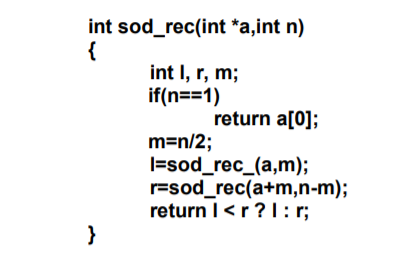 int sod_rec(int *a,int n)
{
int l, r, m;
if(n==1)
return a[0];
m=n/2;
l=sod_rec_(a,m);
r=sod_rec(a+m,n-m);
return l < r ? l : r;
}